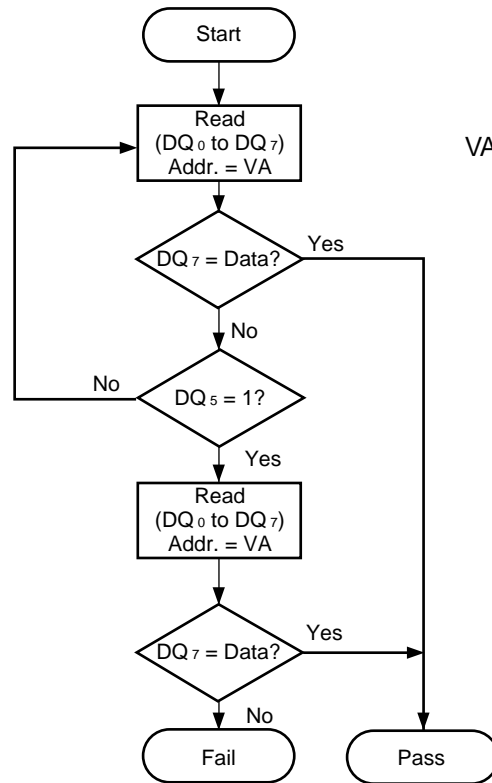 Start
Read
(DQ0 to DQ7)
Addr. = VA
VA
DQ7 = Data?
Yes
No
No
DQ5 = 1?
Yes
Read
(DQ0 to DQ7)
Addr. = VA
DQ7 = Data?
Yes
No
Fail
Pass